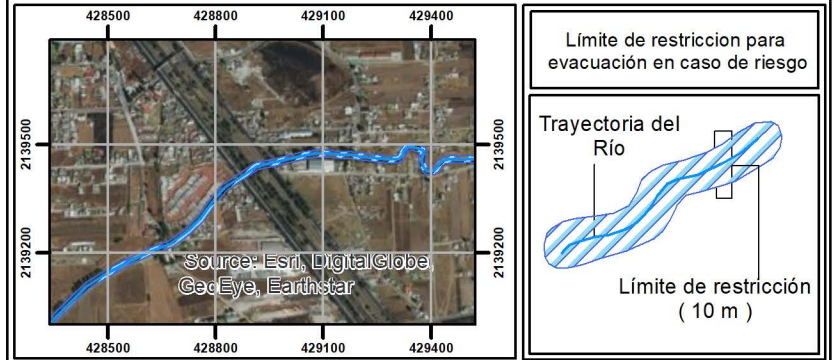 428500 428800 429100 429400
2139500
2139200
Source: Esri, DigitalGlobe,
GeoEye, Earthstar
2139500
2139200
428500 428800 429100 429400
Límite de restriccion para
evacuación en caso de riesgo
Trayectoria del
Río
Límite de restricción
( 10 m )